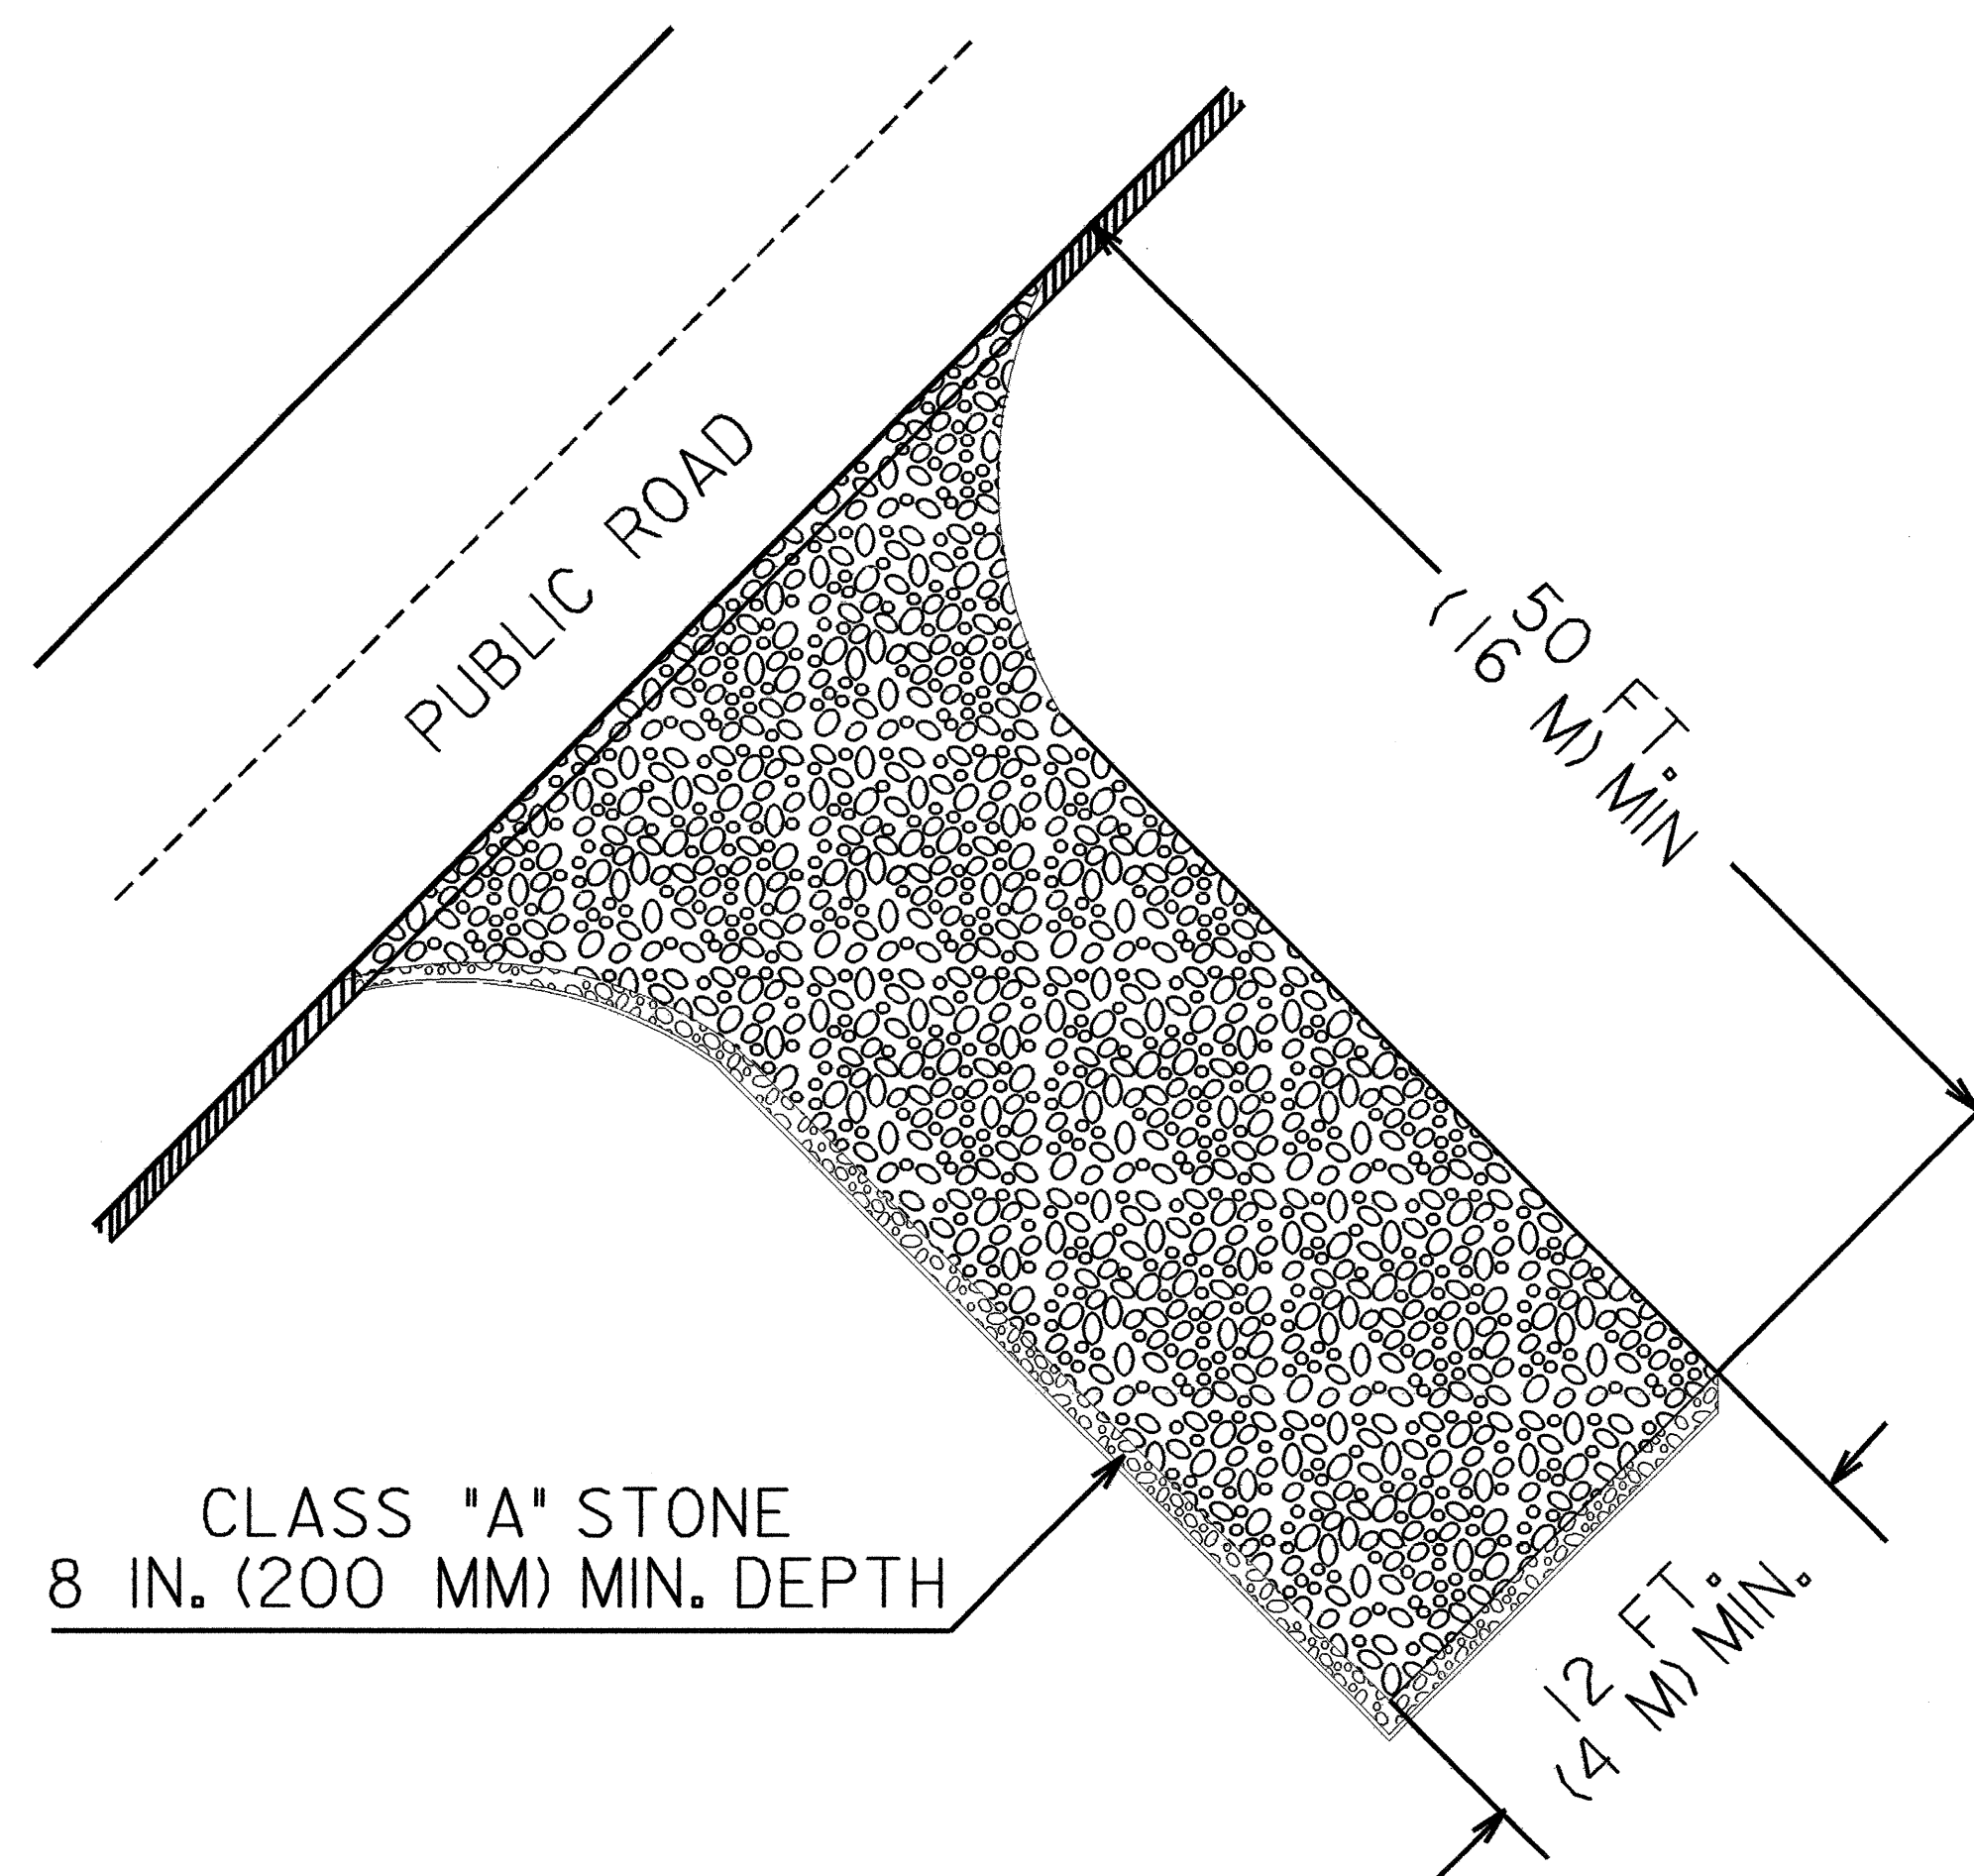 PUBLIC ROAD
50 FT.
(16 M) MIN
CLASS "A" STONE
8 IN. (200 MM) MIN. DEPTH
12 FT.
(4 M) MIN.